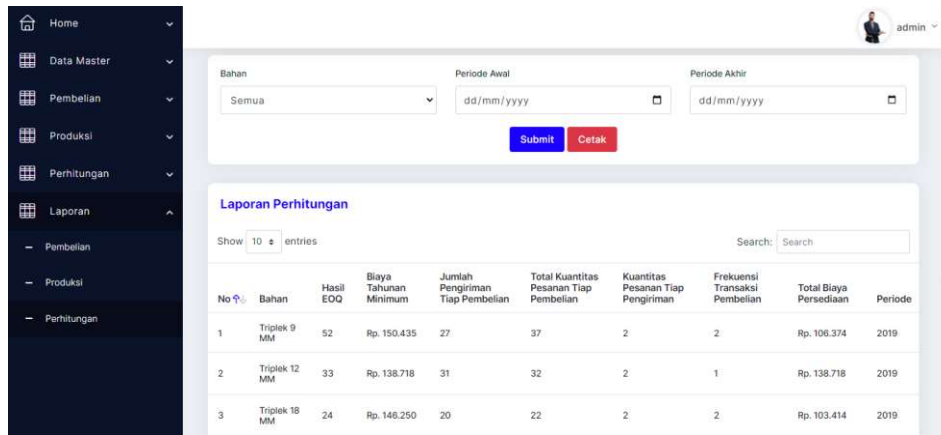 Home
admin
Data Master
Pembelian
Produksi
Perhitungan
Laporan
Pembelian
Produksi
Perhitungan
Bahan Periode Awal Periode Akhir
Semua dd/mm/yyyy dd/mm/yyyy
Submit Cetak
Laporan Perhitungan
Show 10 entries Search: Search
No Bahan Hasil EOQ Biaya Tahunan Minimum Jumlah Pengiriman Tiap Pembelian Total Kuantitas Pesanan Tiap Pembelian Kuantitas Pesanan Tiap Pengiriman Frekuensi Transaksi Pembelian Total Biaya Persediaan Periode
1 Triplek 9 MM 52 Rp. 150.435 27 37 2 2 Rp. 106.374 2019
2 Triplek 12 MM 33 Rp. 138.718 31 32 2 1 Rp. 138.718 2019
3 Triplek 18 MM 24 Rp. 146.250 20 22 2 2 Rp. 103.414 2019